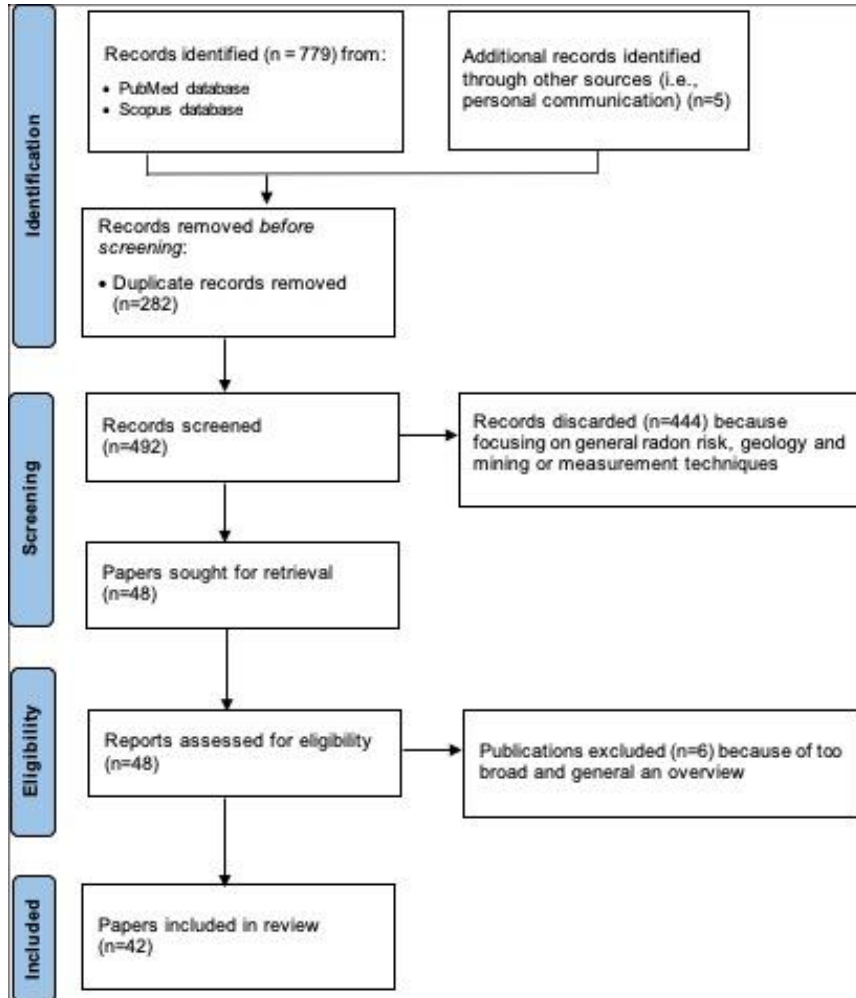 Identification
Records identified (n = 779) from:
• PubMed database
• Scopus database
Additional records identified
through other sources (i.e.,
personal communication) (n=5)
Records removed before
screening:
• Duplicate records removed
(n=282)
Screening
Records screened
(n=492)
Records discarded (n=444) because
focusing on general radon risk, geology and
mining or measurement techniques
Papers sought for retrieval
(n=48)
Eligibility
Reports assessed for eligibility
(n=48)
Publications excluded (n=6) because of too
broad and general an overview
Included
Papers included in review
(n=42)